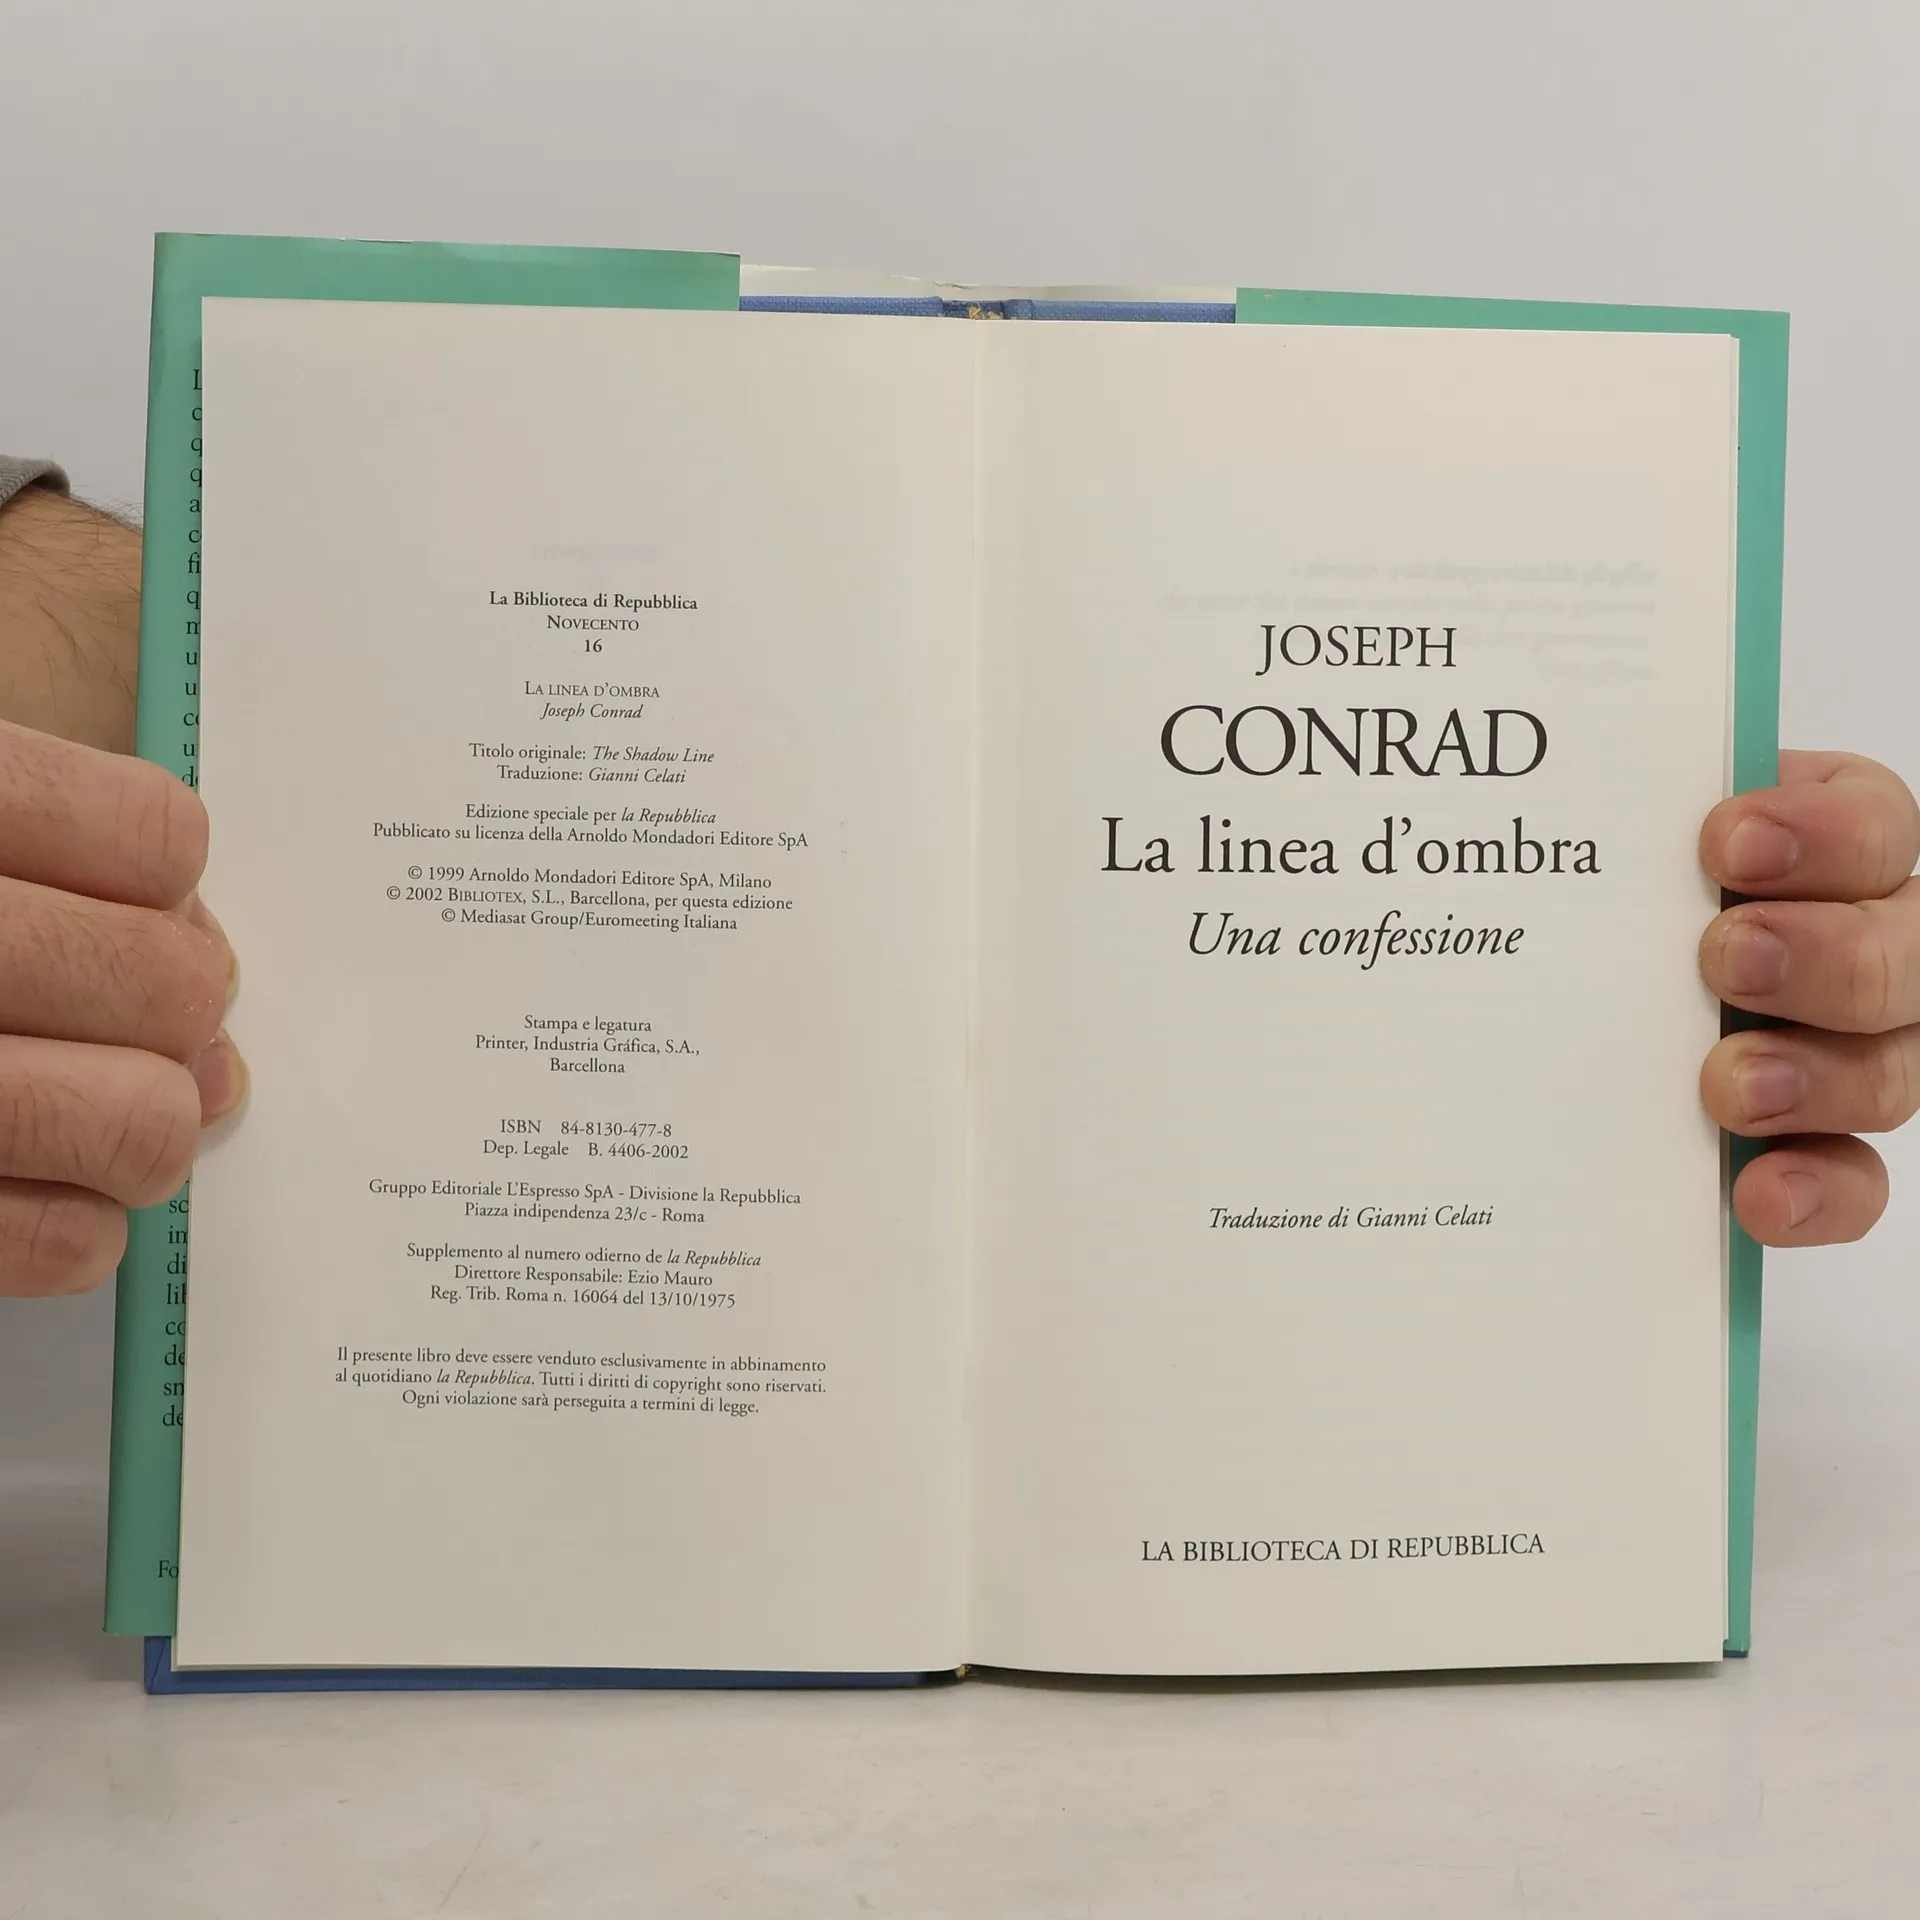 La Biblioteca di Repubblica
NOVECENTO
16
LA LINEA D'OMBRA
Joseph Conrad
Titolo originale: The Shadow Line
Traduzione: Gianni Celati
Edizione speciale per la Repubblica
Pubblicato su licenza della Arnoldo Mondadori Editore SpA
© 1999 Arnoldo Mondadori Editore SpA, Milano
© 2002 BIBLIOTEX, S.L., Barcellona, per questa edizione
© Mediasat Group/Euromeeting Italiana
Stampa e legatura
Printer, Industria Gráfica, S.A.,
Barcellona
ISBN 84-8130-477-8
Dep. Legale B. 4406-2002
Gruppo Editoriale L'Espresso SpA - Divisione la Repubblica
Piazza indipendenza 23/c - Roma
Supplemento al numero odierno de la Repubblica
Direttore Responsabile: Ezio Mauro
Reg. Trib. Roma n. 16064 del 13/10/1975
Il presente libro deve essere venduto esclusivamente in abbinamento
al quotidiano la Repubblica. Tutti i diritti di copyright sono riservati.
Ogni violazione sarà perseguita a termini di legge.
JOSEPH
CONRAD
La linea d'ombra
Una confessione
Traduzione di Gianni Celati
LA BIBLIOTECA DI REPUBBLICA